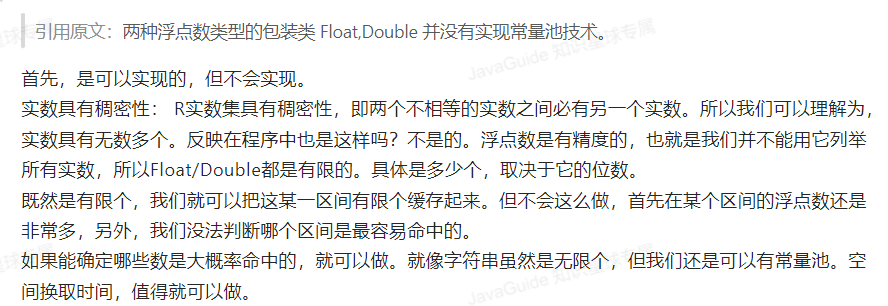 引用原文：两种浮点数类型的包装类 Float,Double 并没有实现常量池技术。
首先，是可以实现的，但不会实现。
实数具有稠密性： R实数集具有稠密性，即两个不相等的实数之间必有另一个实数。所以我们可以理解为，
实数具有无数多个。反映在程序中也是这样吗？不是的。浮点数是有精度的，也就是我们并不能用它列举
所有实数，所以Float/Double都是有限的。具体是多少个，取决于它的位数。
既然是有限个，我们就可以把这某一区间有限个缓存起来。但不会这么做，首先在某个区间的浮点数还是
非常多，另外，我们没法判断哪个区间是最容易命中的。
如果能确定哪些数是大概率命中的，就可以做。就像字符串虽然是无限个，但我们还是可以有常量池。空
间换取时间，值得就可以做。
JavaGuide 知识星球专属
JavaGuide 知识星球专属